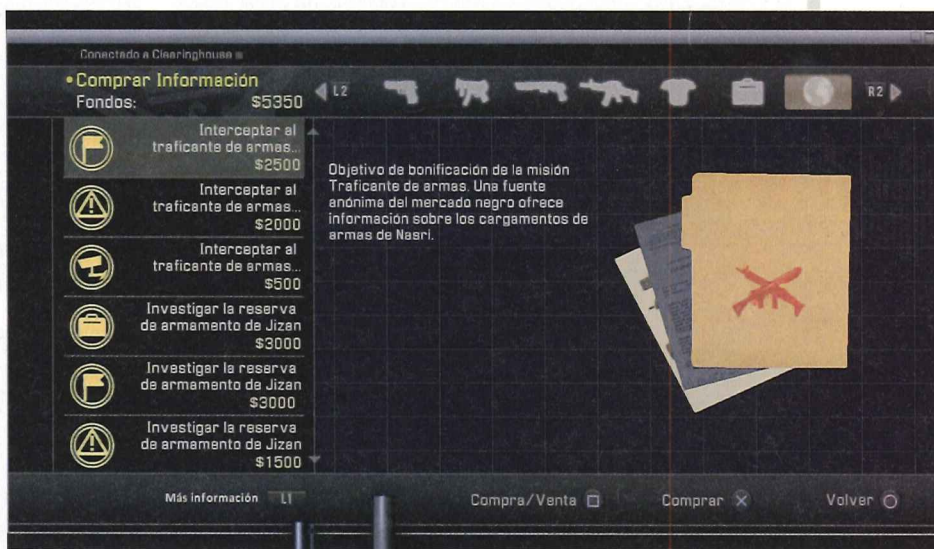 Conectado a Clearinghouse
Comprar Información
Fondos: $5350
L2
R2
Interceptar al
traficante de armas...
$2500
Interceptar al
traficante de armas...
$2000
Interceptar al
traficante de armas...
$500
Investigar la reserva
de armamento de Jizan
$3000
Investigar la reserva
de armamento de Jizan
$3000
Investigar la reserva
de armamento de Jizan
$1500
Objetivo de bonificación de la misión
Traficante de armas. Una fuente
anónima del mercado negro ofrece
información sobre los cargamentos de
armas de Nasri.
Más información L1
Compra/Venta
Comprar
Volver